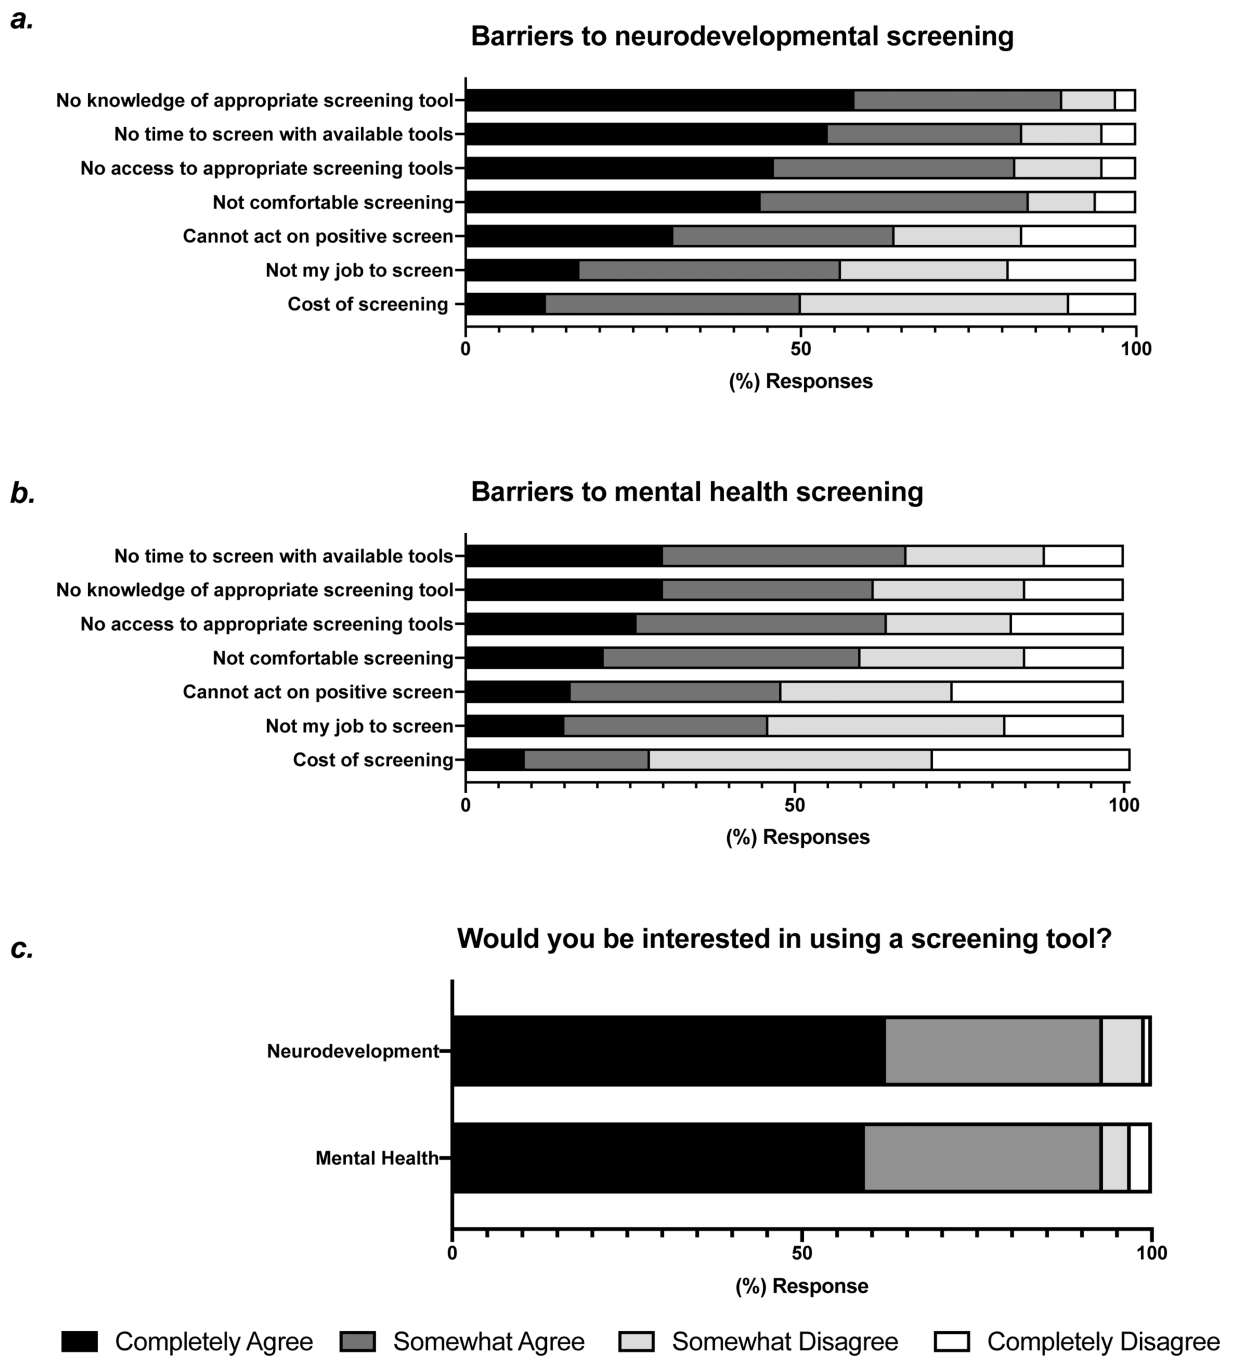 a.
Barriers to neurodevelopmental screening
No knowledge of appropriate screening tool
No time to screen with available tools
No access to appropriate screening tools
Not comfortable screening
Cannot act on positive screen
Not my job to screen
Cost of screening
0 50 100
(%) Responses
b.
Barriers to mental health screening
No time to screen with available tools
No knowledge of appropriate screening tool
No access to appropriate screening tools
Not comfortable screening
Cannot act on positive screen
Not my job to screen
Cost of screening
0 50 100
(%) Responses
c.
Would you be interested in using a screening tool?
Neurodevelopment
Mental Health
0 50 100
(%) Response
Completely Agree Somewhat Agree Somewhat Disagree Completely Disagree